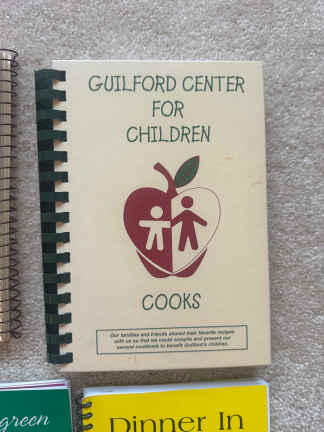 GUILFORD CENTER
FOR
CHILDREN
COOKS
Our families and friends shared their favorite recipes
with us so that we could compile and present our
second cookbook to benefit Guilford's children.
green
Dinner In